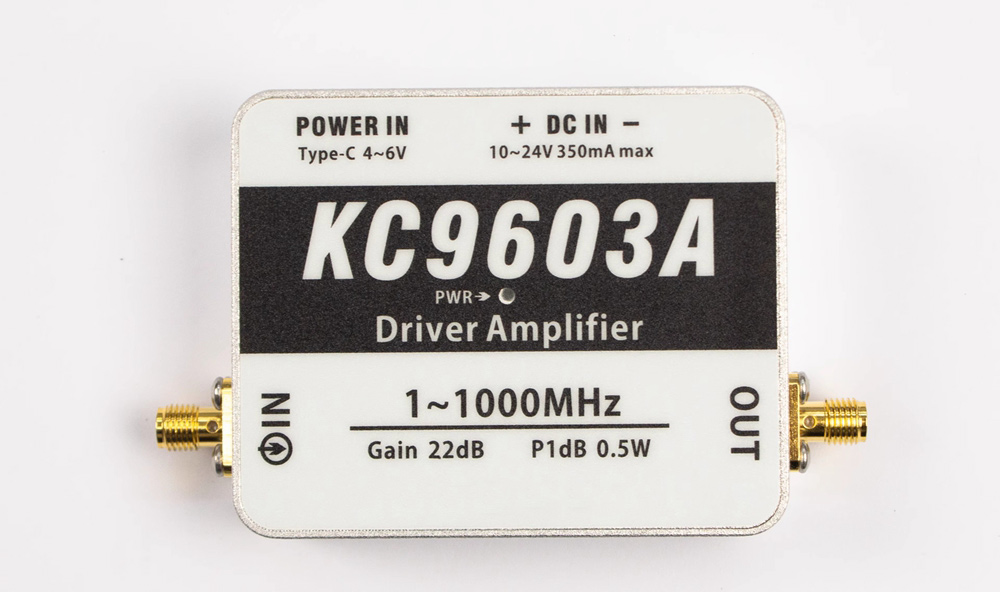 POWER IN
Type-C 4~6V
+ DC IN −
10~24V 350mA max
KC9603A
PWR
Driver Amplifier
IN
1~1000MHz
Gain 22dB P1dB 0.5W
OUT